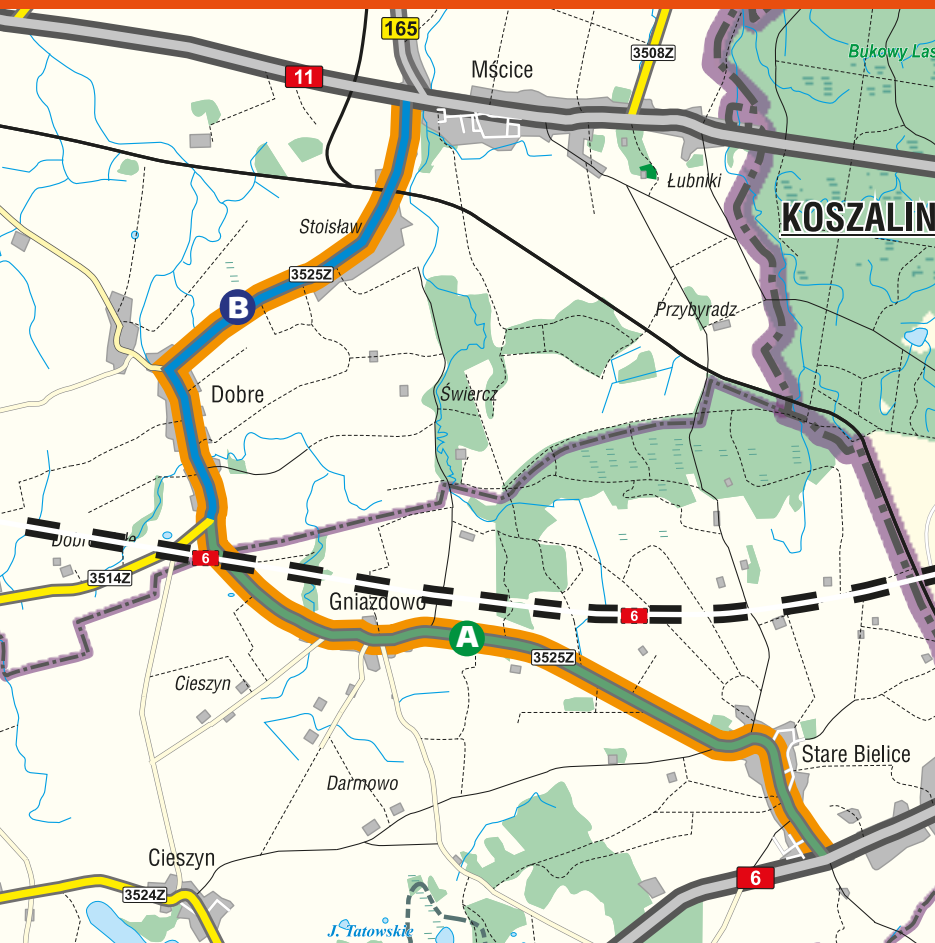 165
3508Z
Bukowy Las
Mścice
11
Łubniki
KOSZALIN
Stoisław
3525Z
B
Przybyradz
Dobre
Świercz
6
3514Z
Gniazdowo
6
A
3525Z
Cieszyn
Stare Bielice
Darmowo
Cieszyn
6
3524Z
J. Tatowskie